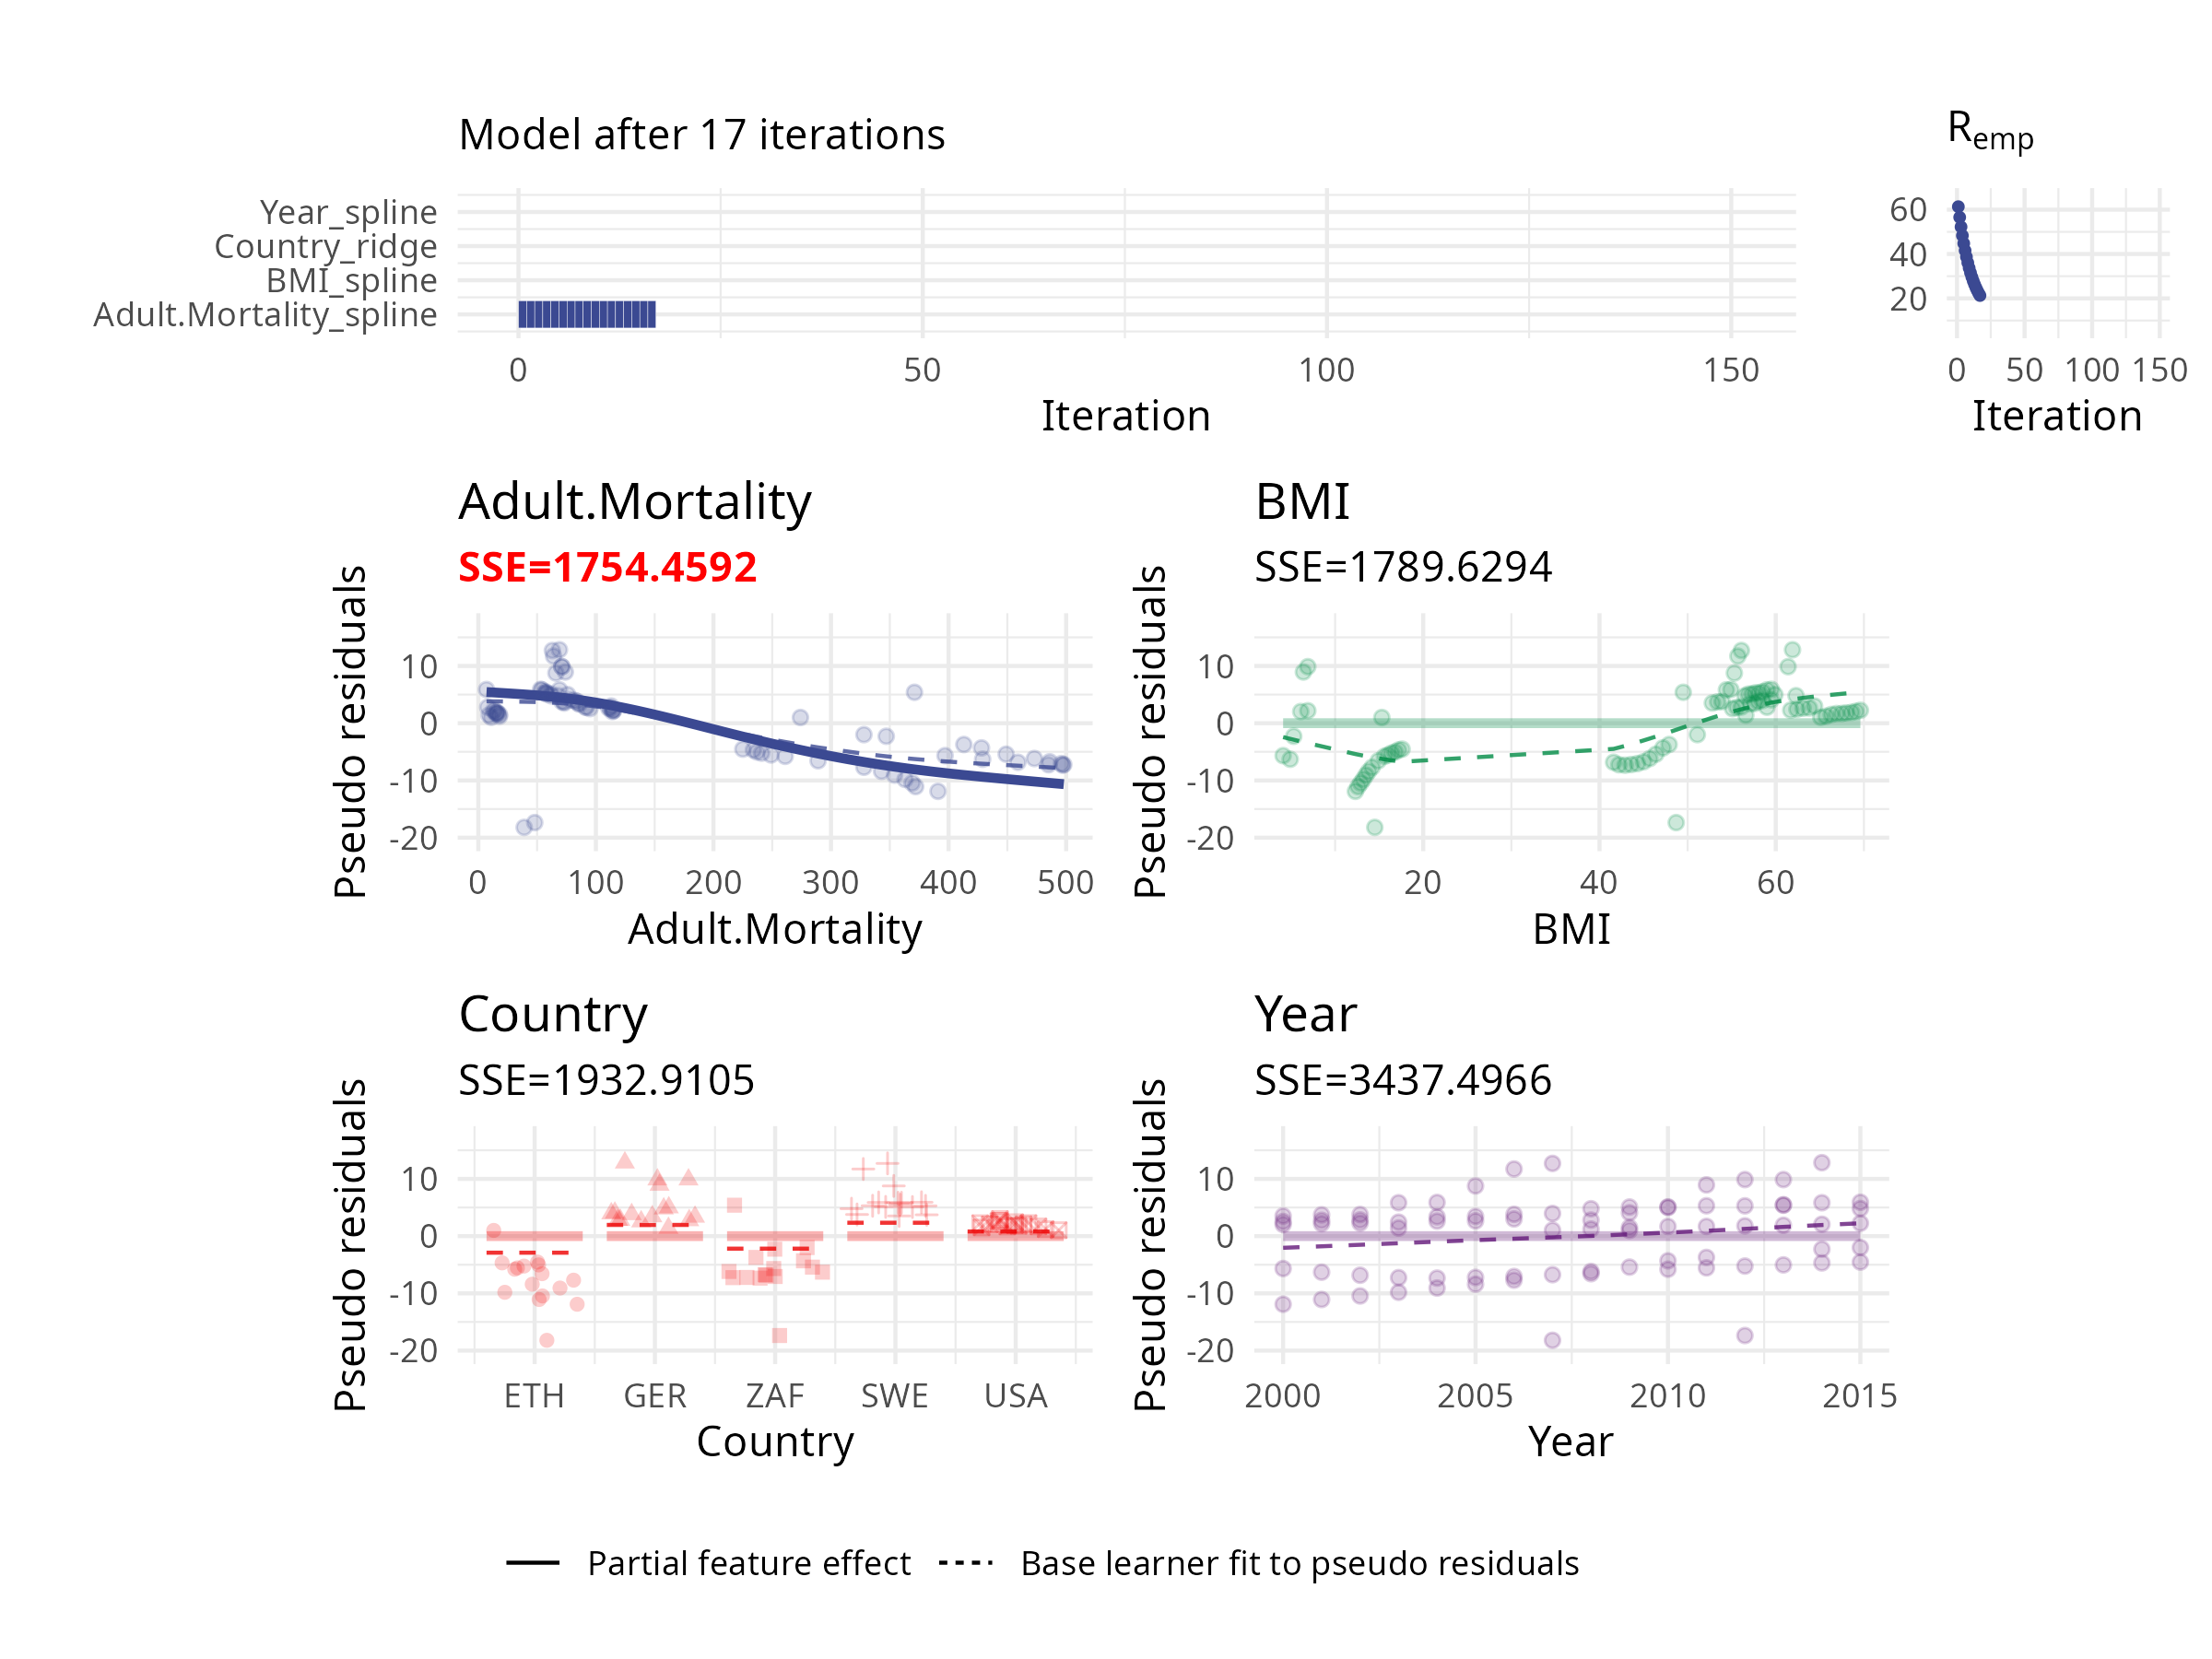 Model after 17 iterations
R_emp
Year_spline
Country_ridge
BMI_spline
Adult.Mortality_spline
0 50 100 150
Iteration
60
40
20
0 50 100 150
Iteration
Adult.Mortality
SSE=1754.4592
Pseudo residuals
10
0
-10
-20
0 100 200 300 400 500
Adult.Mortality
BMI
SSE=1789.6294
Pseudo residuals
10
0
-10
-20
20 40 60
BMI
Country
SSE=1932.9105
Pseudo residuals
10
0
-10
-20
ETH GER ZAF SWE USA
Country
Year
SSE=3437.4966
Pseudo residuals
10
0
-10
-20
2000 2005 2010 2015
Year
Partial feature effect Base learner fit to pseudo residuals